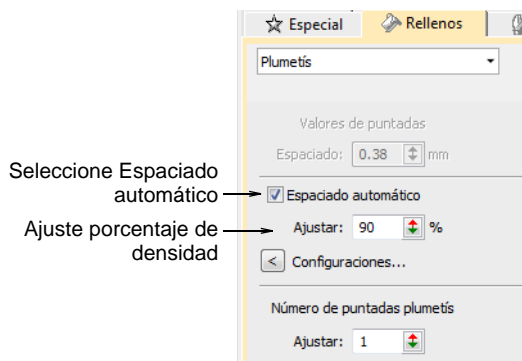 Especial
Rellenos
Plumetís
Valores de puntadas
Espaciado: 0.38 mm
Seleccione Espaciado
automático
Espaciado automático
Ajuste porcentaje de
densidad
Ajustar: 90 %
< Configuraciones...
Número de puntadas plumetís
Ajustar: 1